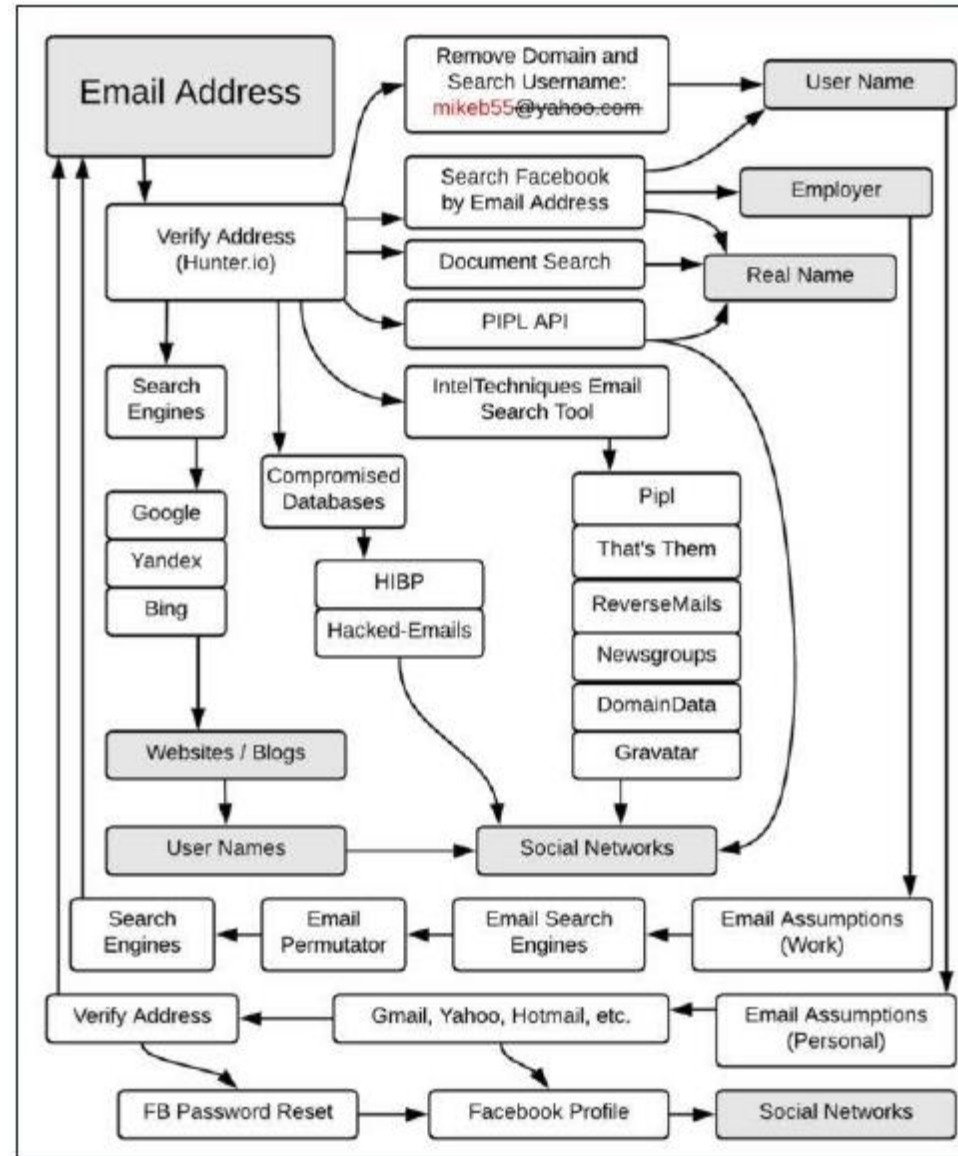 Email Address
Remove Domain and
Search Username:
mikeb55@yahoo.com
User Name
Search Facebook
by Email Address
Employer
Verify Address
(Hunter.io)
Document Search
Real Name
PIPL API
Search
Engines
IntelTechniques Email
Search Tool
Compromised
Databases
Google
Yandex
Bing
HIBP
Hacked-Emails
Pipl
That's Them
ReverseMails
Newsgroups
DomainData
Gravatar
Websites / Blogs
User Names
Social Networks
Search
Engines
Email
Permutator
Email Search
Engines
Email Assumptions
(Work)
Verify Address
Gmail, Yahoo, Hotmail, etc.
Email Assumptions
(Personal)
FB Password Reset
Facebook Profile
Social Networks